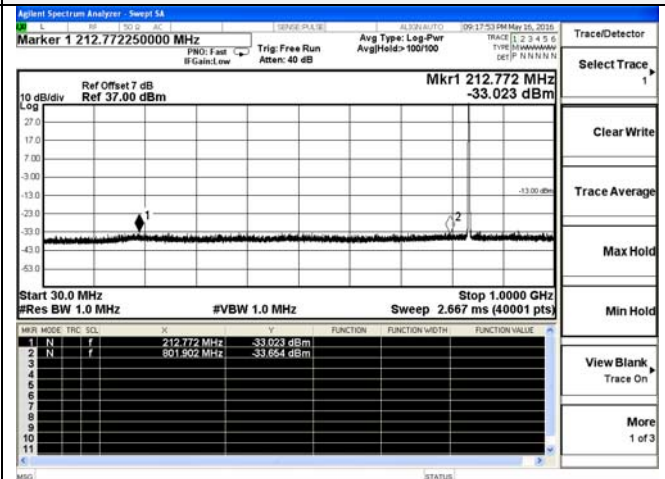 Agilent Spectrum Analyzer - Swept SA
L RF 50 Ω AC SENSE:PULSE ALIGN AUTO 09:17:53 PM May 16, 2016
Marker 1 212.772250000 MHz
PNO: Fast
IFGain:Low
Trig: Free Run
Atten: 40 dB
Avg Type: Log-Pwr
Avg|Hold:> 100/100
TRACE 1 2 3 4 5 6
TYPE
DET P N N N N N
Trace/Detector
Select Trace
1
Clear Write
Trace Average
Max Hold
Min Hold
View Blank
Trace On
More
1 of 3
Ref Offset 7 dB
Ref 37.00 dBm
10 dB/div
Log
Mkr1 212.772 MHz
-33.023 dBm
27.0
17.0
7.00
-3.00
-13.0
-23.0
-33.0
-43.0
-53.0
-13.00 dBm
1
2
Start 30.0 MHz
Stop 1.0000 GHz
#Res BW 1.0 MHz
#VBW 1.0 MHz
Sweep 2.667 ms (40001 pts)
MKR MODE TRC SCL X Y FUNCTION FUNCTION WIDTH FUNCTION VALUE
1 N f 212.772 MHz -33.023 dBm
2 N f 801.902 MHz -33.654 dBm
3
4
5
6
7
8
9
10
11
MSG
STATUS